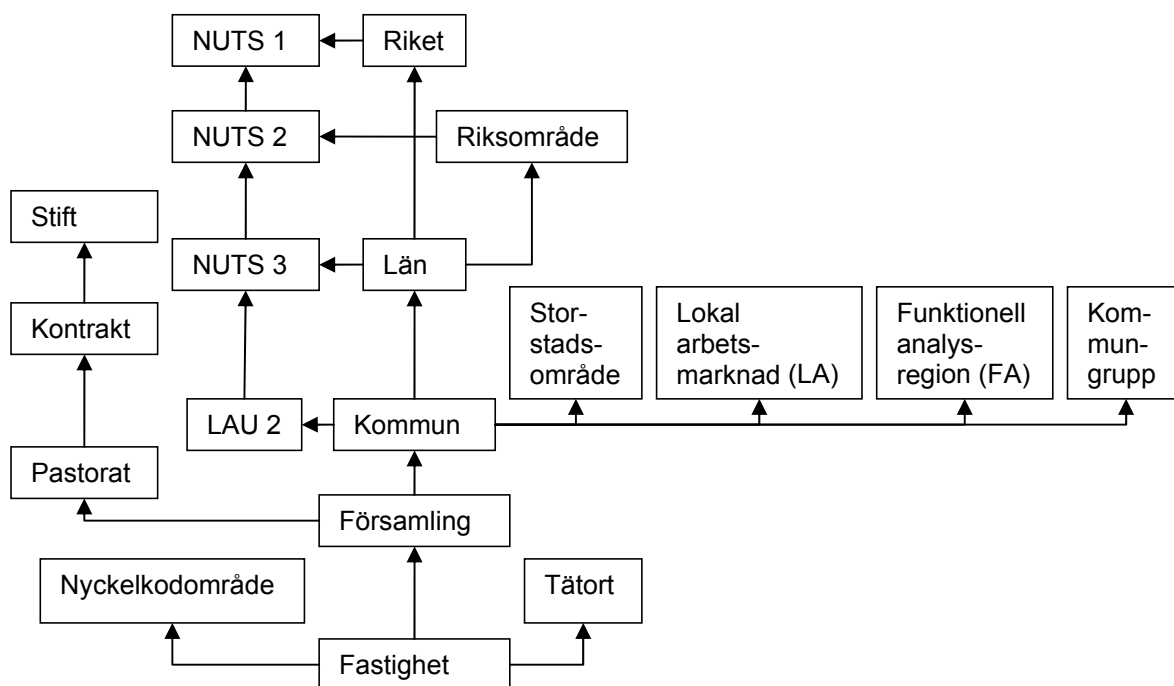 NUTS 1
Riket
NUTS 2
Riksområde
Stift
NUTS 3
Län
Kontrakt
Stor-
stads-
område
Lokal
arbets-
marknad (LA)
Funktionell
analys-
region (FA)
Kom-
mun-
grupp
LAU 2
Kommun
Pastorat
Församling
Nyckelkodområde
Tätort
Fastighet